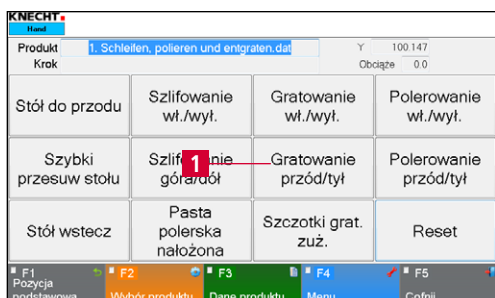 KNECHT
Hand
Produkt 1. Schleifen, polieren und entgraten.dat Y 100.147
Krok Obciąże 0.0
Stół do przodu
Szlifowanie
wł./wył.
Gratowanie
wł./wył.
Polerowanie
wł./wył.
Szybki
przesuw stołu
Szlifowanie
góra/dół
1
Gratowanie
przód/tył
Polerowanie
przód/tył
Stół wstecz
Pasta
polerska
nałożona
Szczotki grat.
zuż.
Reset
F1
Pozycja
podstawowa
F2
Wybór produktu
F3
Dane produktu
F4
Menu
F5
Cofnij